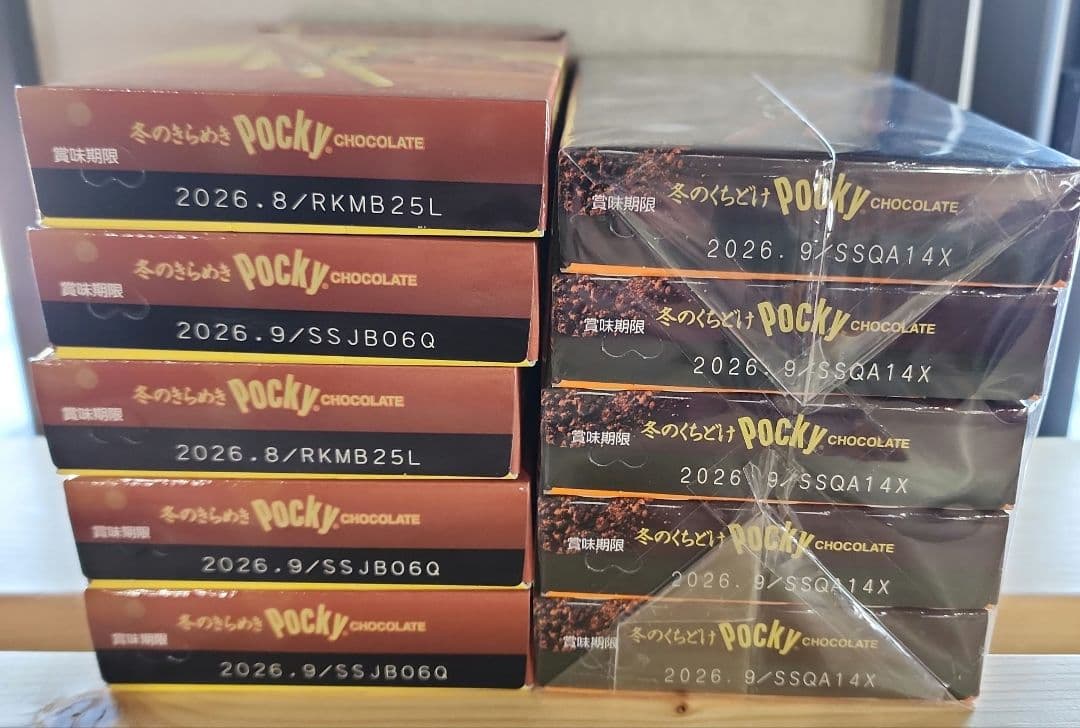 冬のきらめき Pocky CHOCOLATE
賞味期限
2026.8/RKMB25L
冬のきらめき Pocky CHOCOLATE
賞味期限
2026.9/SSJB06Q
冬のきらめき Pocky CHOCOLATE
賞味期限
2026.8/RKMB25L
冬のきらめき Pocky CHOCOLATE
賞味期限
2026.9/SSJB06Q
冬のきらめき Pocky CHOCOLATE
賞味期限
2026.9/SSJB06Q
冬のくちどけ Pocky CHOCOLATE
賞味期限
2026.9/SSQA14X
冬のくちどけ Pocky CHOCOLATE
賞味期限
2026.9/SSQA14X
冬のくちどけ Pocky CHOCOLATE
賞味期限
2026.9/SSQA14X
冬のくちどけ Pocky CHOCOLATE
賞味期限
2026.9/SSQA14X
冬のくちどけ Pocky CHOCOLATE
賞味期限
2026.9/SSQA14X